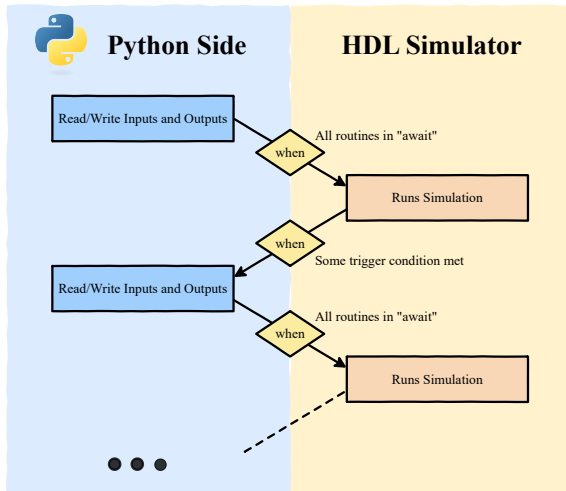 Python Side
HDL Simulator
Read/Write Inputs and Outputs
All routines in "await"
when
Runs Simulation
when
Some trigger condition met
Read/Write Inputs and Outputs
All routines in "await"
when
Runs Simulation